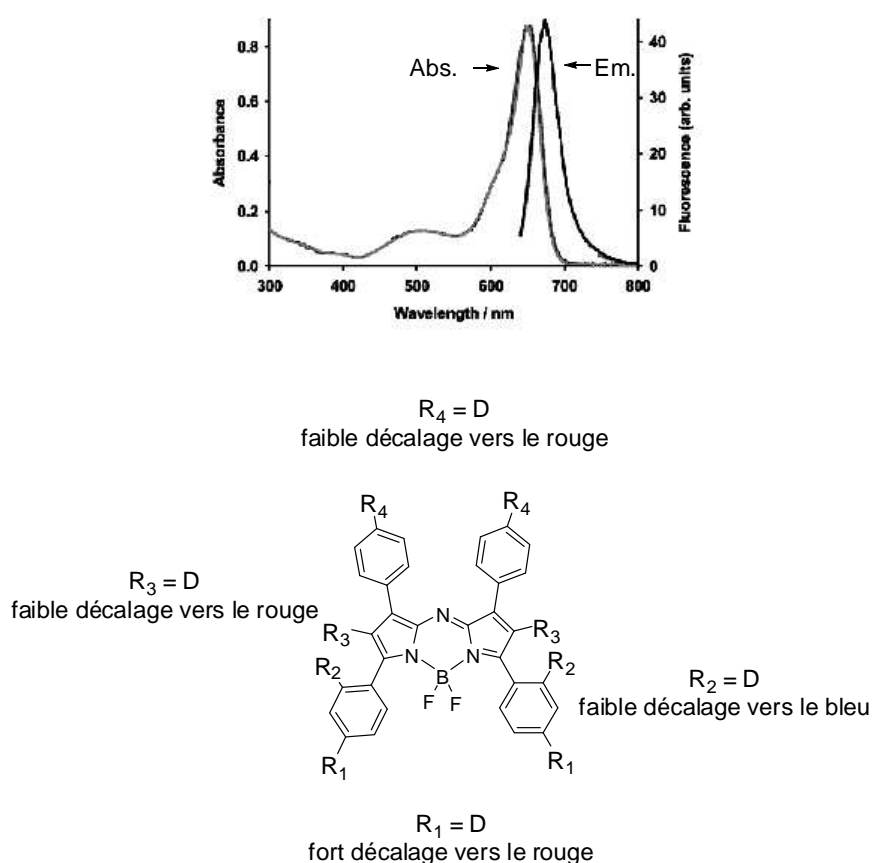 Abs.
Em.
0.8
0.6
0.4
0.2
0.0
Absorbance
40
30
20
10
0
Fluorescence (arb. units)
300 400 500 600 700 800
Wavelength / nm
R4 = D
faible décalage vers le rouge
R4 R4
R3 = D
faible décalage vers le rouge
N
R3 R3
N N
R2 R2
B
F F
R2 = D
faible décalage vers le bleu
R1 R1
R1 = D
fort décalage vers le rouge